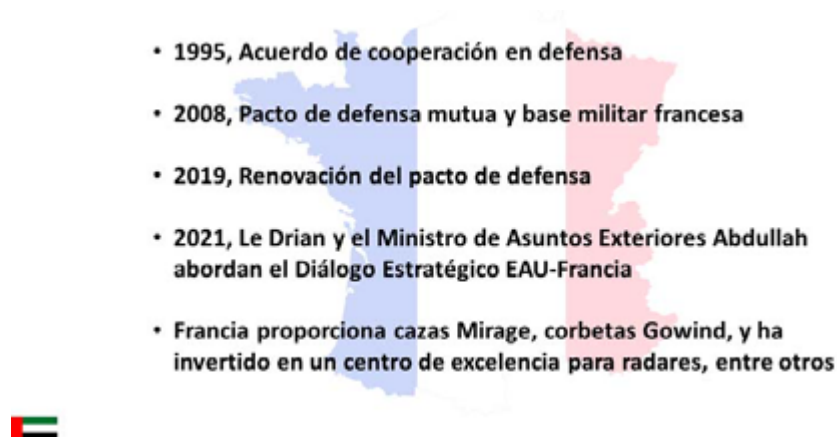 • 1995, Acuerdo de cooperación en defensa
• 2008, Pacto de defensa mutua y base militar francesa
• 2019, Renovación del pacto de defensa
• 2021, Le Drian y el Ministro de Asuntos Exteriores Abdullah
abordan el Diálogo Estratégico EAU-Francia
• Francia proporciona cazas Mirage, corbetas Gowind, y ha
invertido en un centro de excelencia para radares, entre otros